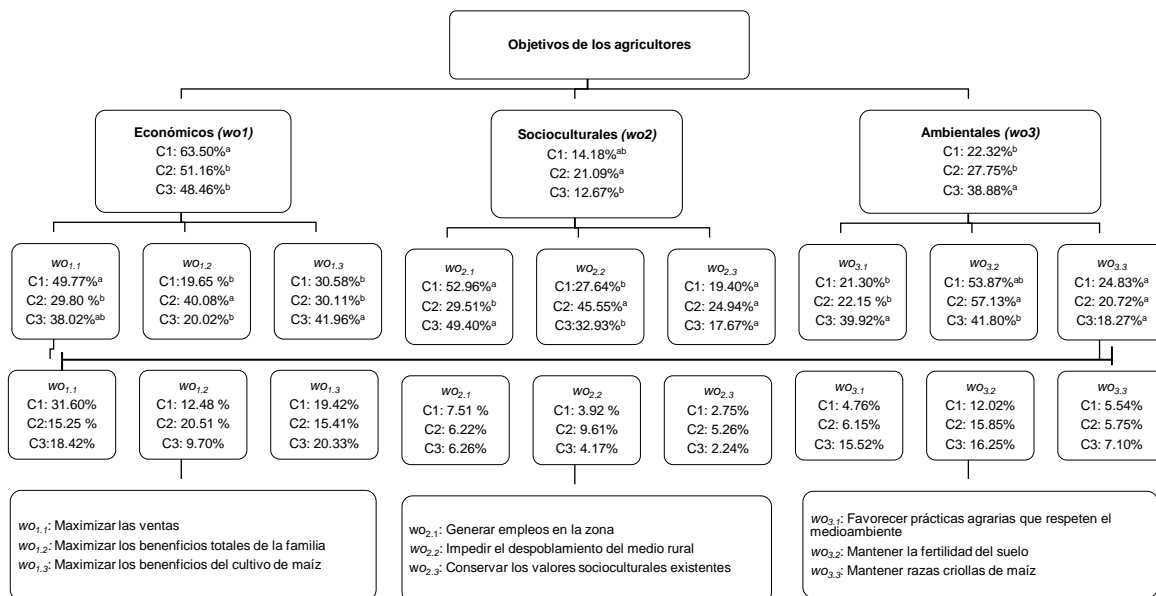 Objetivos de los agricultores
Económicos (wo1)
C1: 63.50%ᵃ
C2: 51.16%ᵇ
C3: 48.46%ᵇ
Socioculturales (wo2)
C1: 14.18%ᵃᵇ
C2: 21.09%ᵃ
C3: 12.67%ᵇ
Ambientales (wo3)
C1: 22.32%ᵇ
C2: 27.75%ᵇ
C3: 38.88%ᵃ
wo1.1
C1: 49.77%ᵃ
C2: 29.80 %ᵇ
C3: 38.02%ᵃᵇ
wo1.2
C1:19.65 %ᵇ
C2: 40.08%ᵃ
C3: 20.02%ᵇ
wo1.3
C1: 30.58%ᵇ
C2: 30.11%ᵇ
C3: 41.96%ᵃ
wo2.1
C1: 52.96%ᵃ
C2: 29.51%ᵇ
C3: 49.40%ᵃ
wo2.2
C1:27.64%ᵇ
C2: 45.55%ᵃ
C3:32.93%ᵇ
wo2.3
C1: 19.40%ᵃ
C2: 24.94%ᵃ
C3: 17.67%ᵃ
wo3.1
C1: 21.30%ᵇ
C2: 22.15 %ᵇ
C3: 39.92%ᵃ
wo3.2
C1: 53.87%ᵃᵇ
C2: 57.13%ᵃ
C3: 41.80%ᵇ
wo3.3
C1: 24.83%ᵃ
C2: 20.72%ᵃ
C3:18.27%ᵃ
wo1.1
C1: 31.60%
C2:15.25 %
C3:18.42%
wo1.2
C1: 12.48 %
C2: 20.51 %
C3: 9.70%
wo1.3
C1: 19.42%
C2: 15.41%
C3: 20.33%
wo2.1
C1: 7.51 %
C2: 6.22%
C3: 6.26%
wo2.2
C1: 3.92 %
C2: 9.61%
C3: 4.17%
wo2.3
C1: 2.75%
C2: 5.26%
C3: 2.24%
wo3.1
C1: 4.76%
C2: 6.15%
C3: 15.52%
wo3.2
C1: 12.02%
C2: 15.85%
C3: 16.25%
wo3.3
C1: 5.54%
C2: 5.75%
C3: 7.10%
wo1.1: Maximizar las ventas
wo1.2: Maximizar los beneficios totales de la familia
wo1.3: Maximizar los beneficios del cultivo de maíz
wo2.1: Generar empleos en la zona
wo2.2: Impedir el despoblamiento del medio rural
wo2.3: Conservar los valores socioculturales existentes
wo3.1: Favorecer prácticas agrarias que respeten el
medioambiente
wo3.2: Mantener la fertilidad del suelo
wo3.3: Mantener razas criollas de maíz